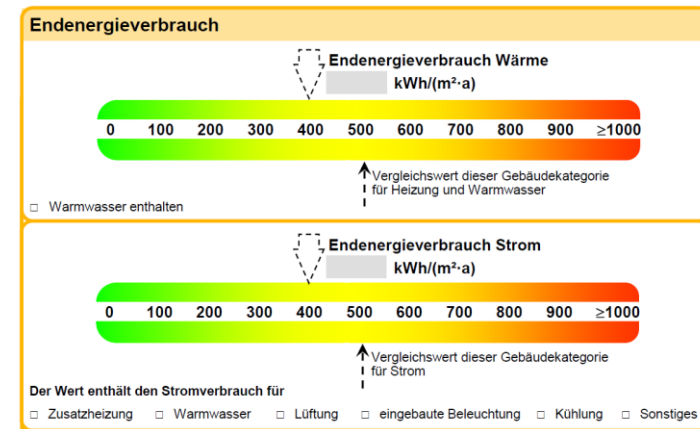 Endenergieverbrauch
Endenergieverbrauch Wärme
kWh/(m²·a)
0 100 200 300 400 500 600 700 800 900 ≥1000
Vergleichswert dieser Gebäudekategorie
für Heizung und Warmwasser
□ Warmwasser enthalten
Endenergieverbrauch Strom
kWh/(m²·a)
0 100 200 300 400 500 600 700 800 900 ≥1000
Vergleichswert dieser Gebäudekategorie
für Strom
Der Wert enthält den Stromverbrauch für
□ Zusatzheizung □ Warmwasser □ Lüftung □ eingebaute Beleuchtung □ Kühlung □ Sonstiges